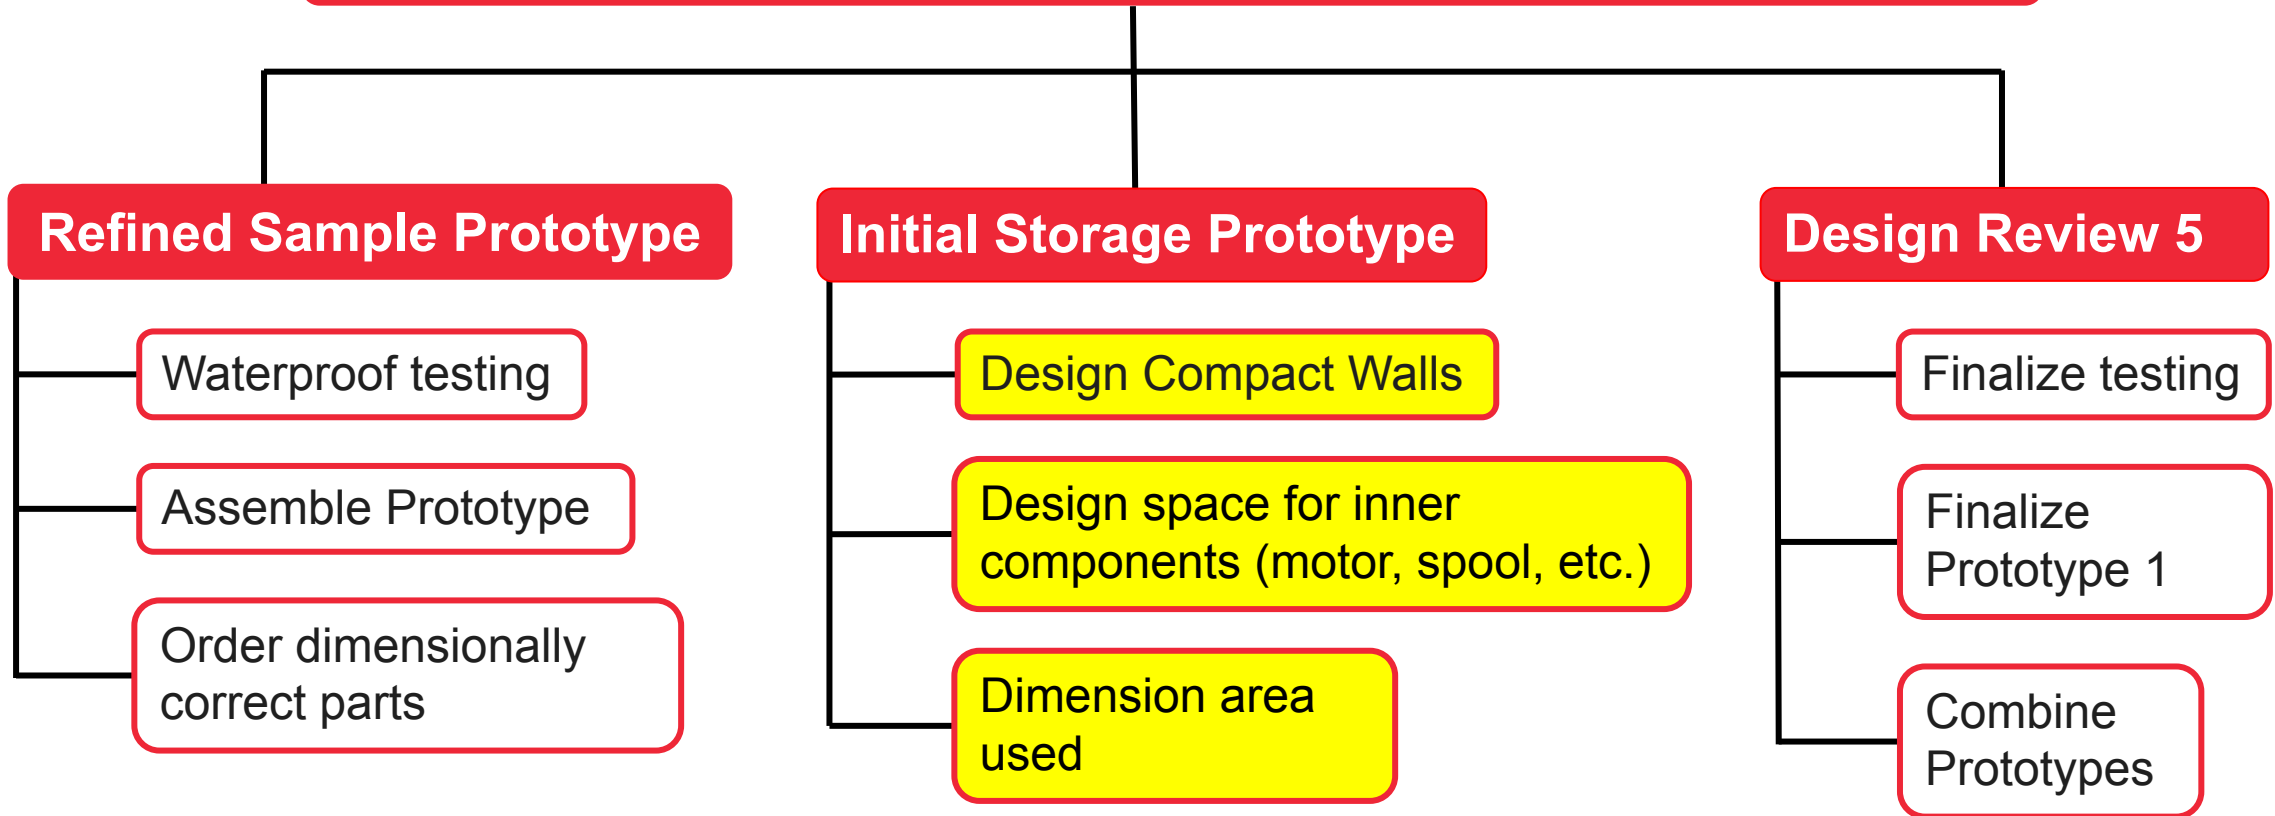 Refined Sample Prototype
Waterproof testing
Assemble Prototype
Order dimensionally
correct parts
Initial Storage Prototype
Design Compact Walls
Design space for inner
components (motor, spool, etc.)
Dimension area
used
Design Review 5
Finalize testing
Finalize
Prototype 1
Combine
Prototypes